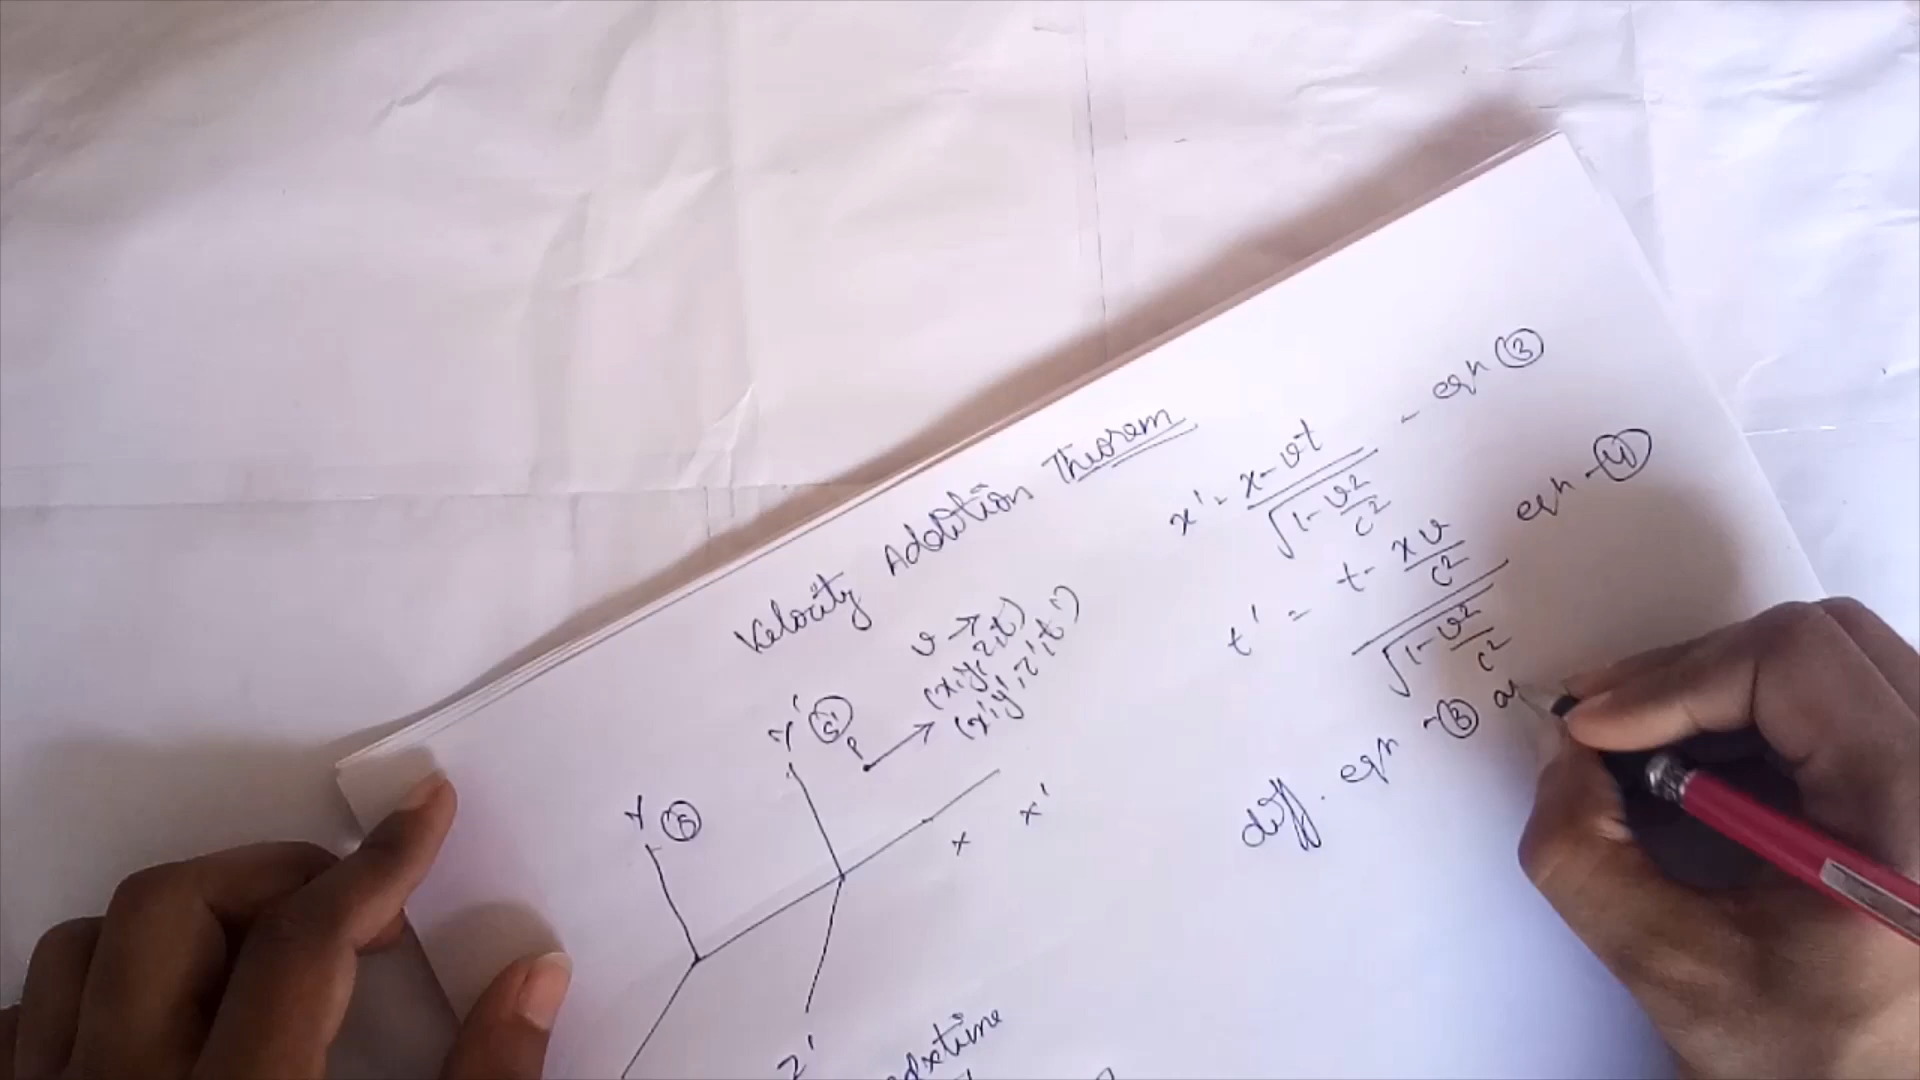 Velocity Addition Theorem
v →
(x,y,z,t)
(x',y',z',t')
Y' S'
P
Y S
x x'
z'
x' = x - vt / √1 - v²/c² - eqn 3
t' = t - xv/c² / √1 - v²/c² eqn - 4
diff. eqn - 3